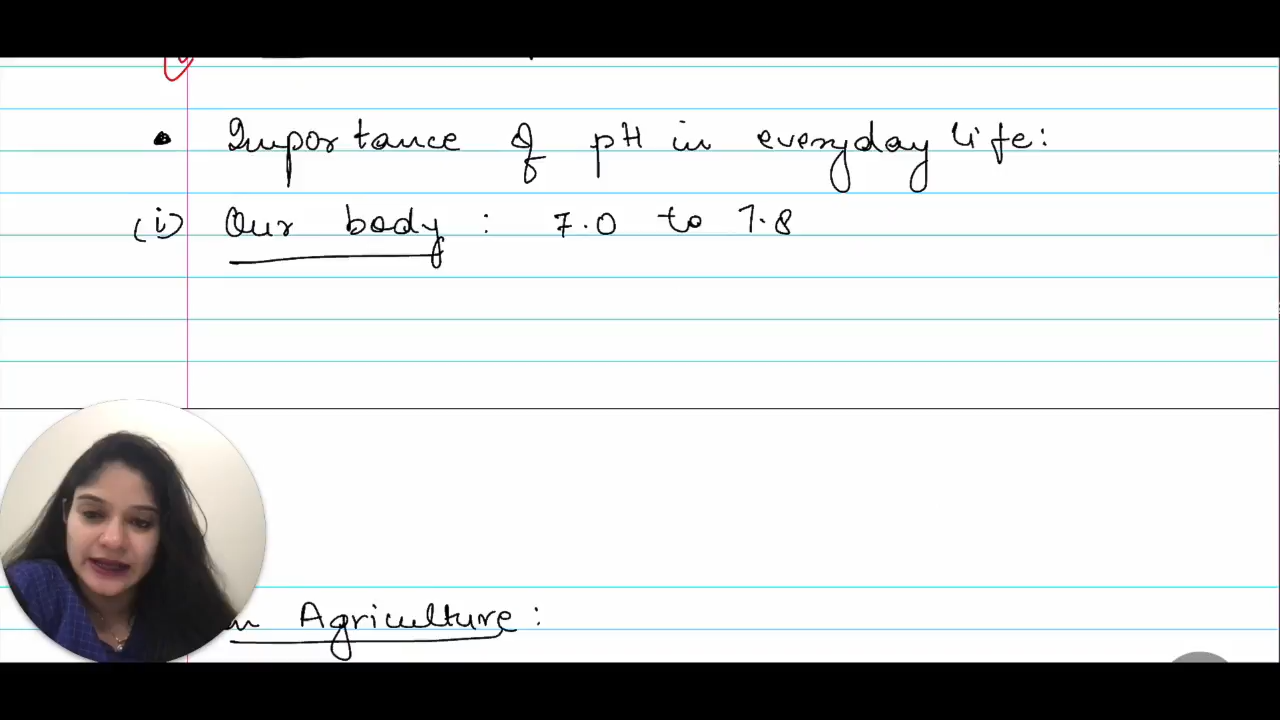 • Importance of pH in everyday life:
(i) Our body : 7.0 to 7.8
Agriculture :